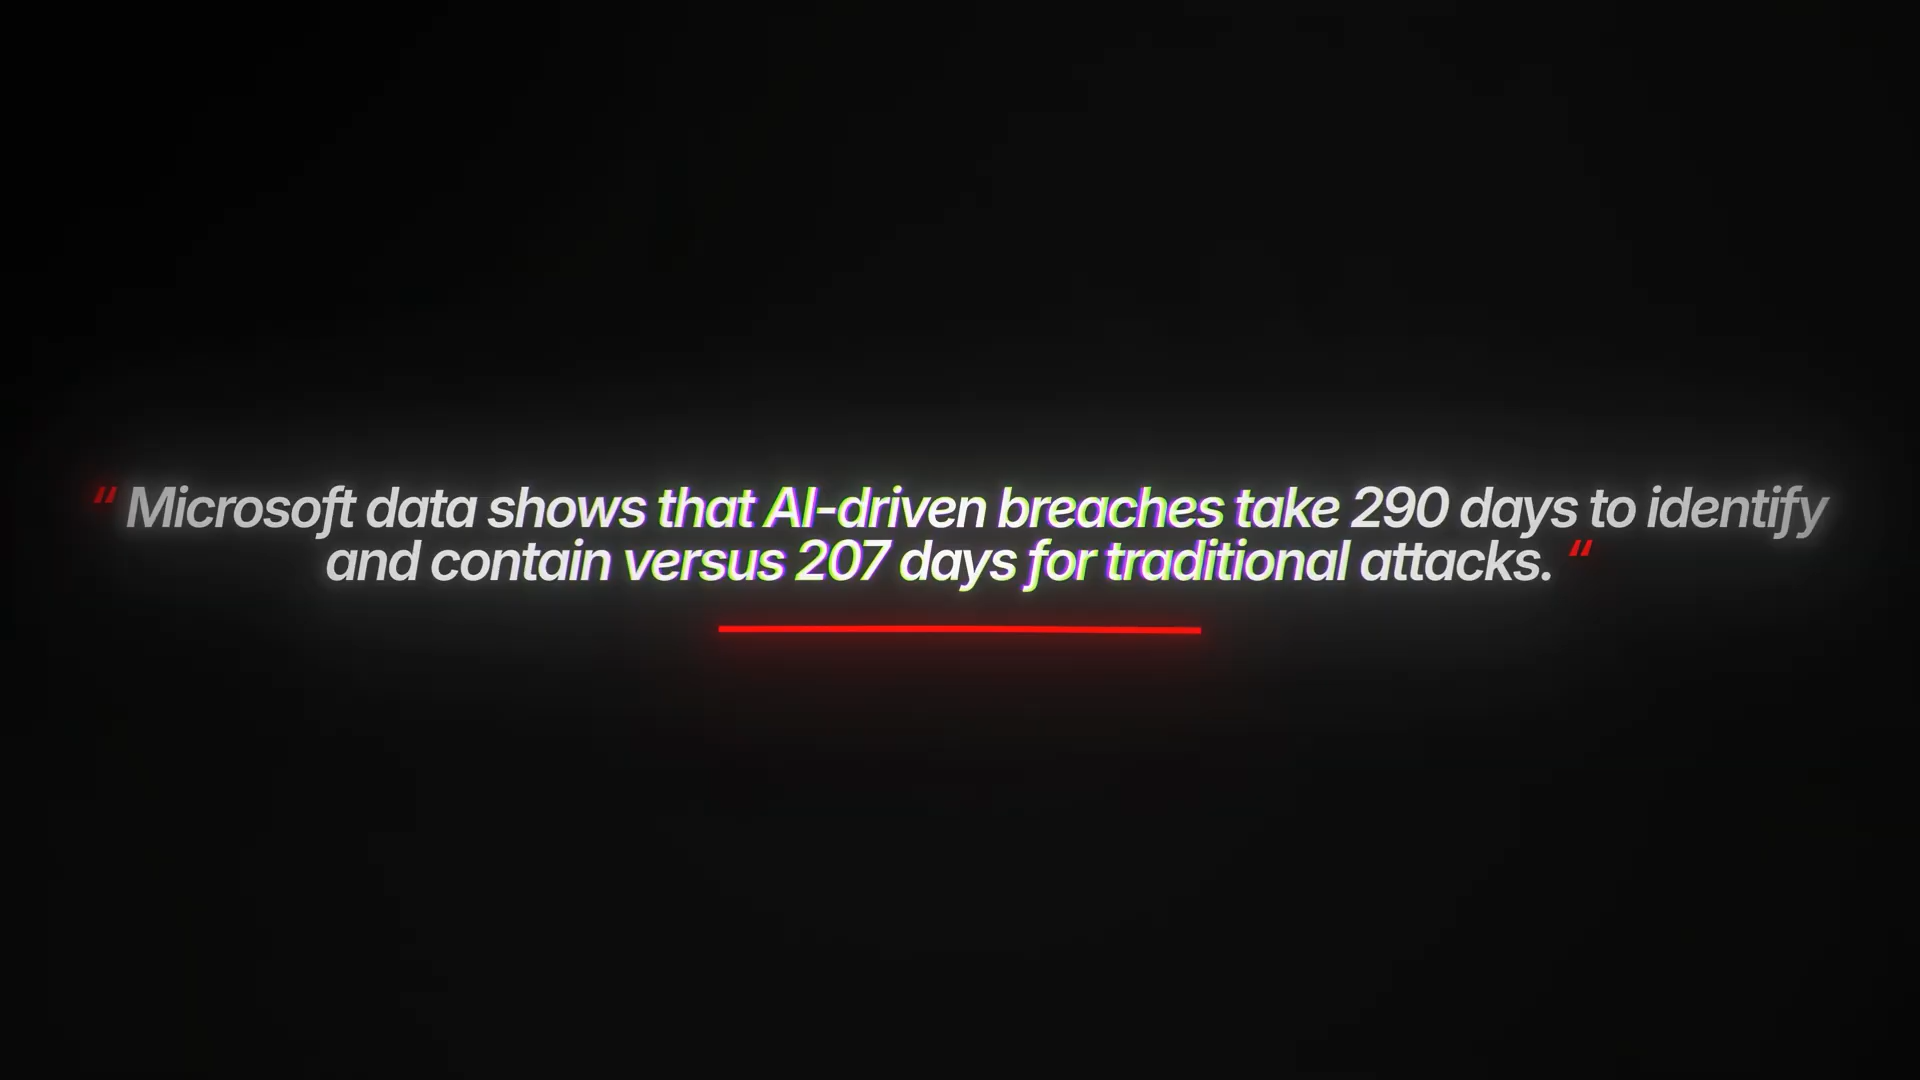 “ Microsoft data shows that AI-driven breaches take 290 days to identify
and contain versus 207 days for traditional attacks. “